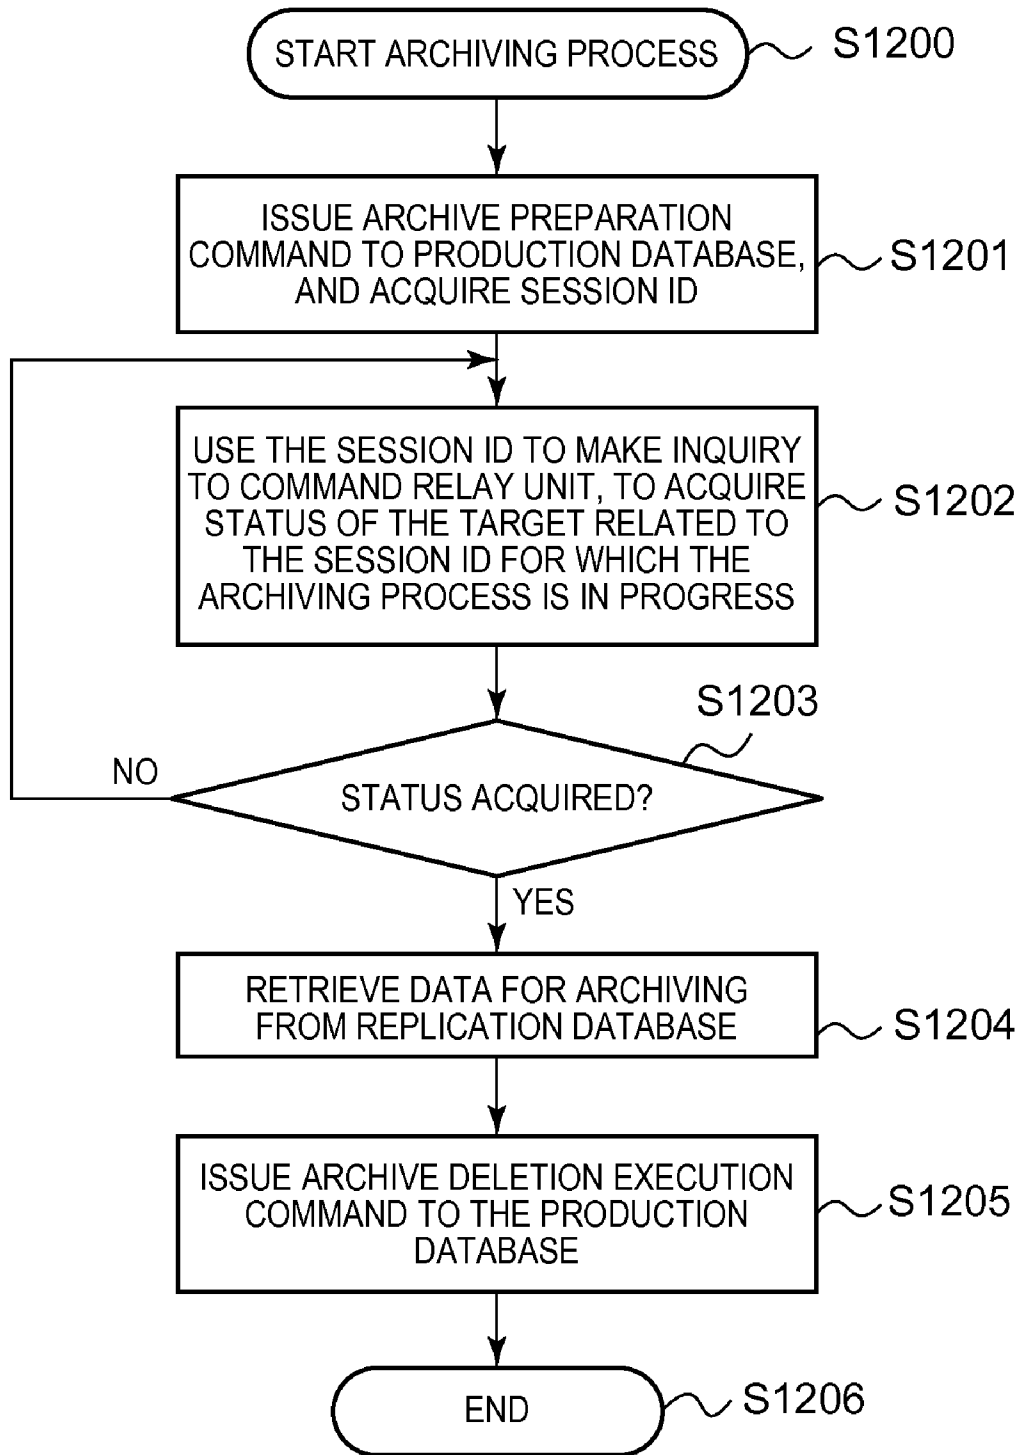 START ARCHIVING PROCESS
S1200
ISSUE ARCHIVE PREPARATION
COMMAND TO PRODUCTION DATABASE,
AND ACQUIRE SESSION ID
S1201
USE THE SESSION ID TO MAKE INQUIRY
TO COMMAND RELAY UNIT, TO ACQUIRE
STATUS OF THE TARGET RELATED TO
THE SESSION ID FOR WHICH THE
ARCHIVING PROCESS IS IN PROGRESS
S1202
S1203
NO
STATUS ACQUIRED?
YES
RETRIEVE DATA FOR ARCHIVING
FROM REPLICATION DATABASE
S1204
ISSUE ARCHIVE DELETION EXECUTION
COMMAND TO THE PRODUCTION
DATABASE
S1205
END
S1206